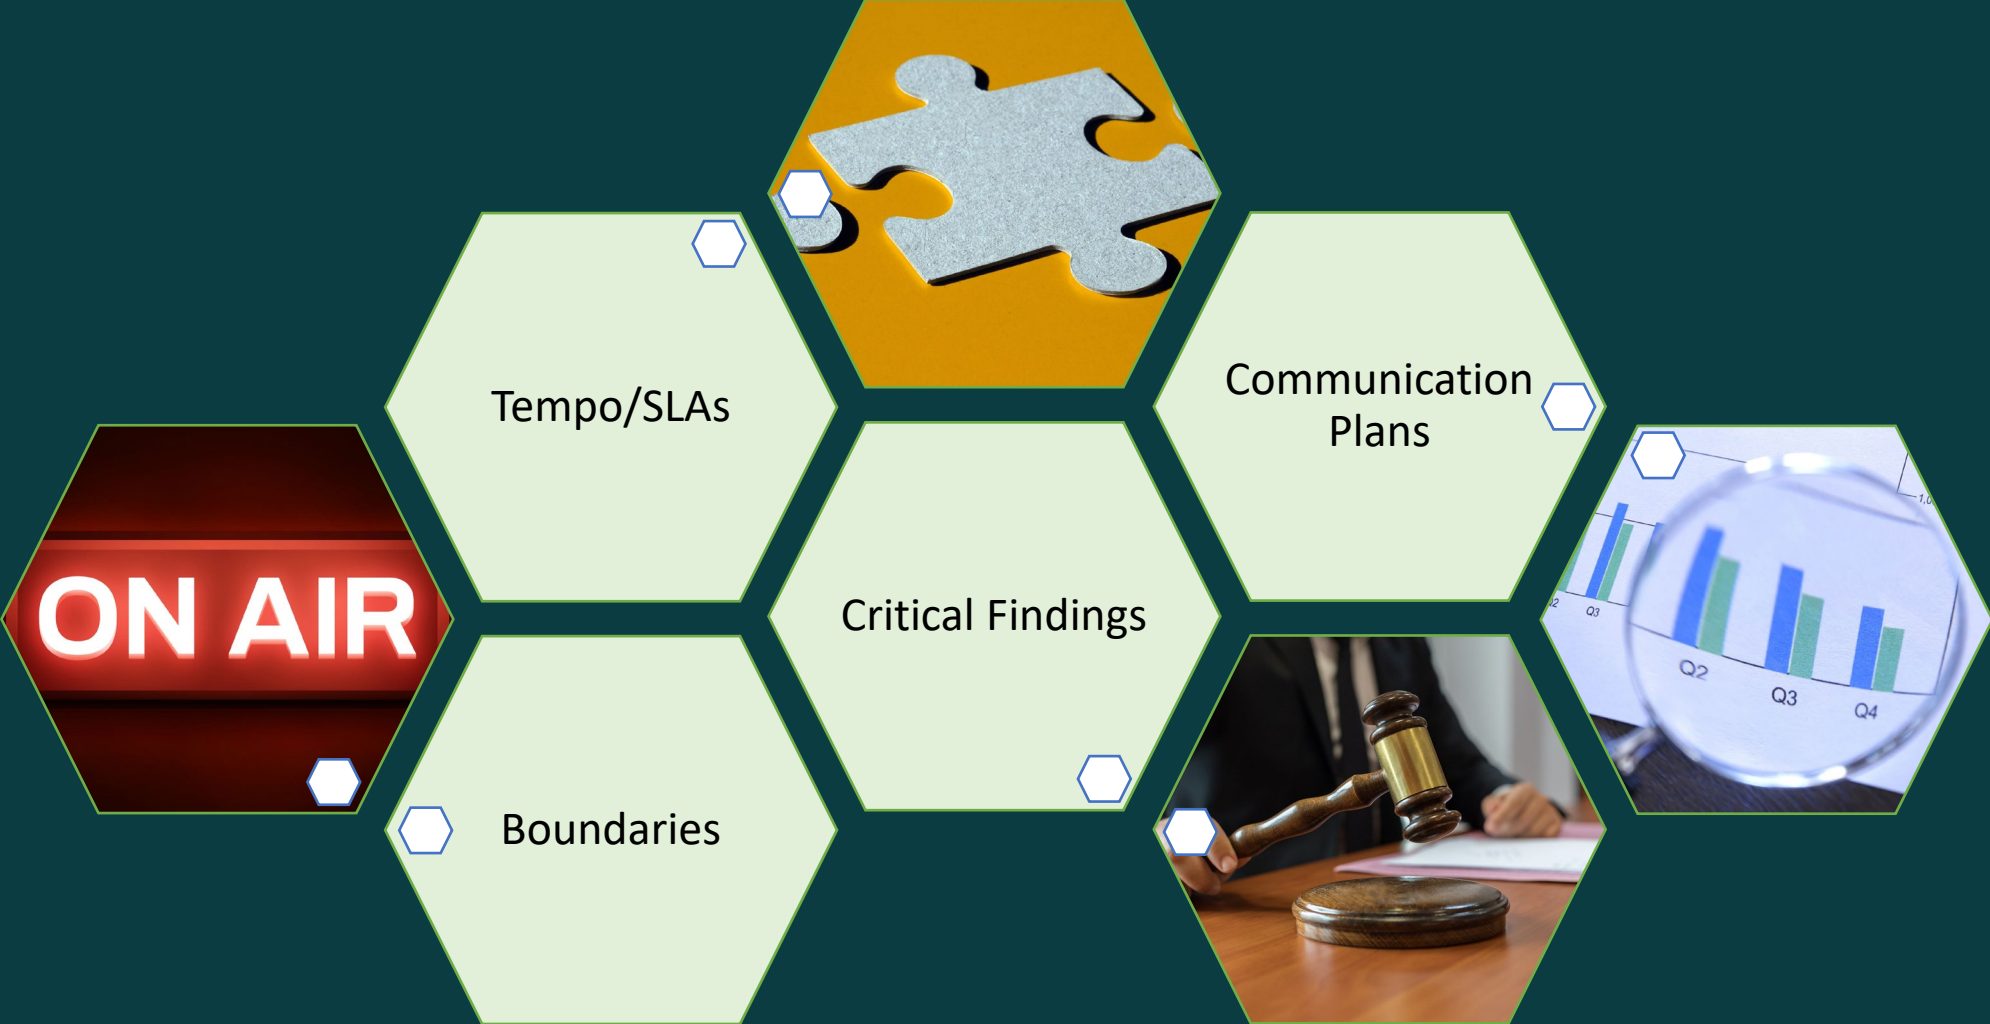 Tempo/SLAs
Communication
Plans
ON AIR
Critical Findings
Boundaries
Q3
Q2
Q3
Q4